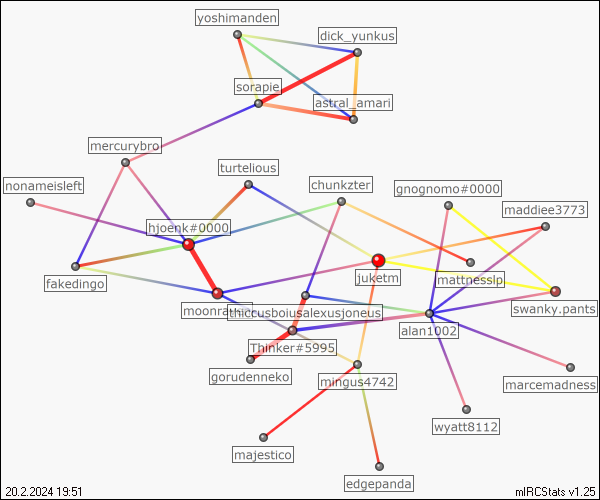 yoshimanden
dick_yunkus
sorapie
astral_amari
mercurybro
turtelious
nonameisleft
chunkzter
gnognomo#0000
maddiee3773
hjoenk#0000
fakedingo
juketm
mattnesslp
swanky.pants
thiccusboiusalexusjoneus
alan1002
Thinker#5995
gorudenneko
mingus4742
marcemadness
wyatt8112
majestico
edgepanda
20.2.2024 19:51
mIRCStats v1.25